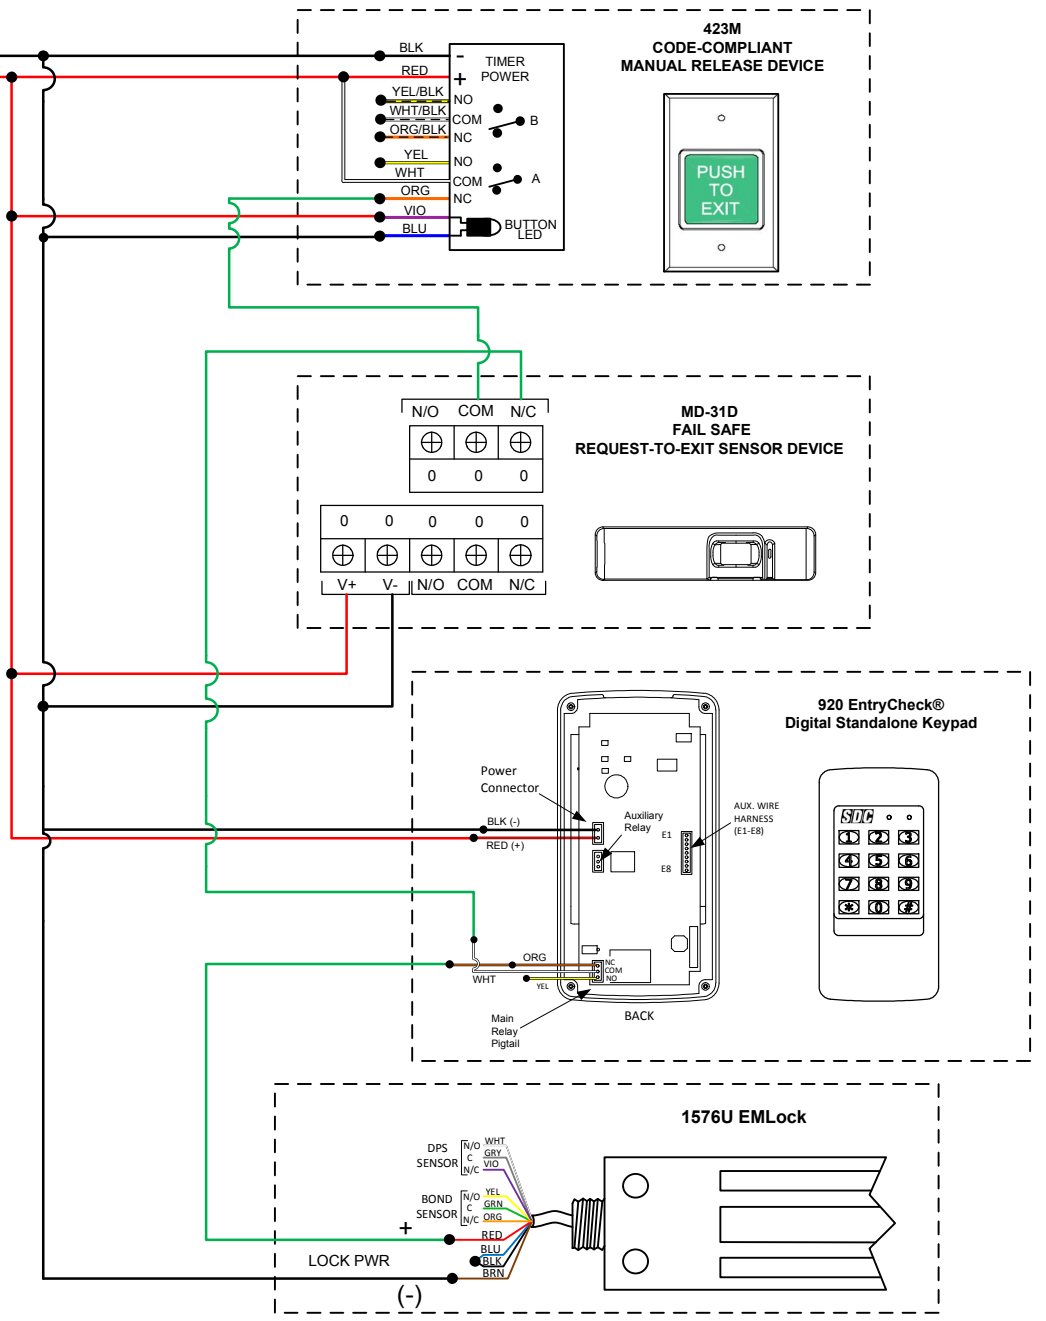 423M
CODE-COMPLIANT
MANUAL RELEASE DEVICE
BLK
-
TIMER
POWER
RED
+
YEL/BLK
NO
WHT/BLK
COM
B
ORG/BLK
NC
YEL
NO
WHT
COM
A
ORG
NC
VIO
BUTTON
LED
BLU
PUSH
TO
EXIT
MD-31D
FAIL SAFE
REQUEST-TO-EXIT SENSOR DEVICE
N/O COM N/C
0 0 0
0 0 0 0 0
V+ V- N/O COM N/C
920 EntryCheck®
Digital Standalone Keypad
Power
Connector
Auxiliary
Relay
AUX. WIRE
HARNESS
(E1-E8)
BLK (-)
RED (+)
E1
E8
SDC
1 2 3
4 5 6
7 8 9
* 0 #
ORG
NC
COM
NO
WHT
YEL
Main
Relay
Pigtail
BACK
1576U EMLock
DPS
SENSOR
N/O WHT
C GRY
N/C VIO
BOND
SENSOR
N/O YEL
C GRN
N/C ORG
+
RED
LOCK PWR
BLU
BLK
BRN
(-)